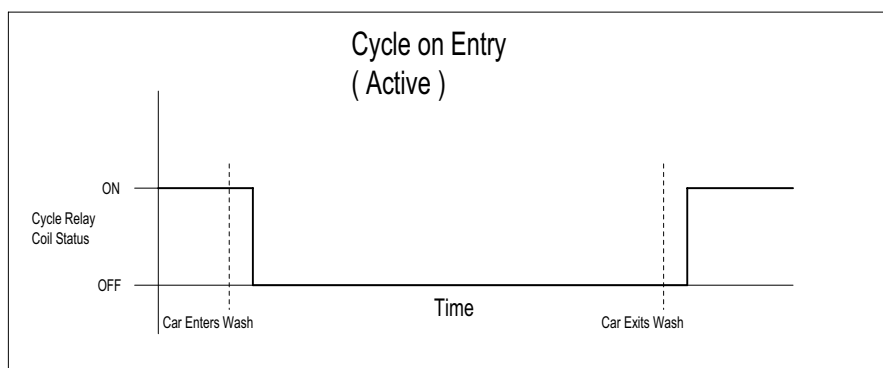 Cycle on Entry
( Active )
ON
Cycle Relay
Coil Status
OFF
Time
Car Enters Wash
Car Exits Wash